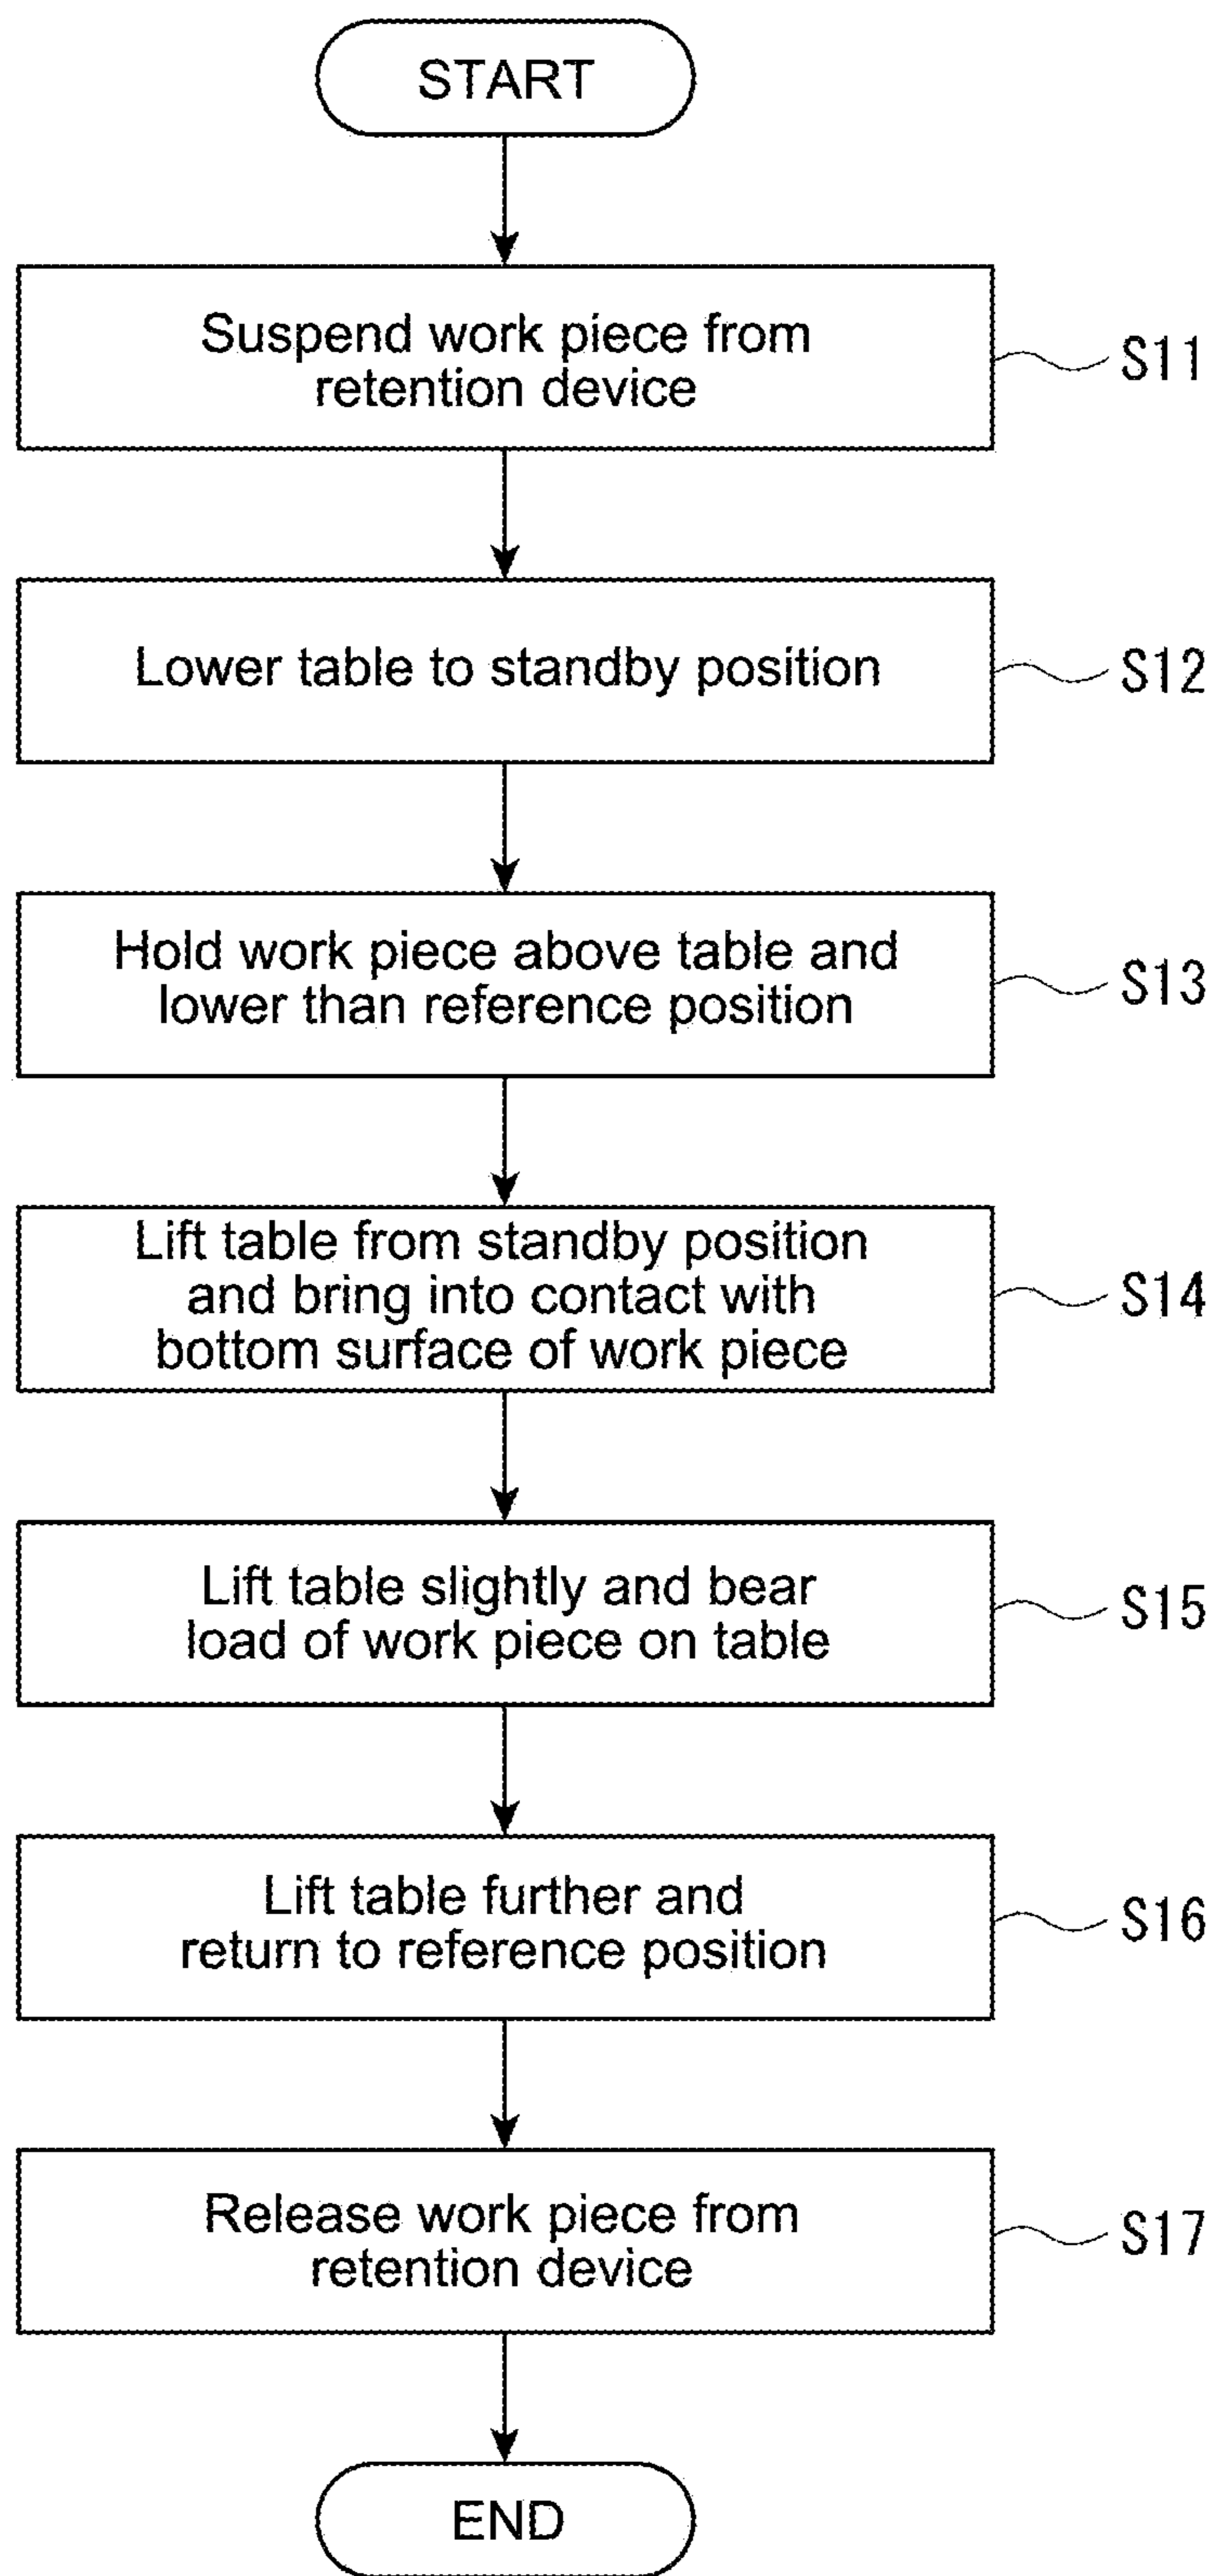 START
Suspend work piece from
retention device
S11
Lower table to standby position
S12
Hold work piece above table and
lower than reference position
S13
Lift table from standby position
and bring into contact with
bottom surface of work piece
S14
Lift table slightly and bear
load of work piece on table
S15
Lift table further and
return to reference position
S16
Release work piece from
retention device
S17
END